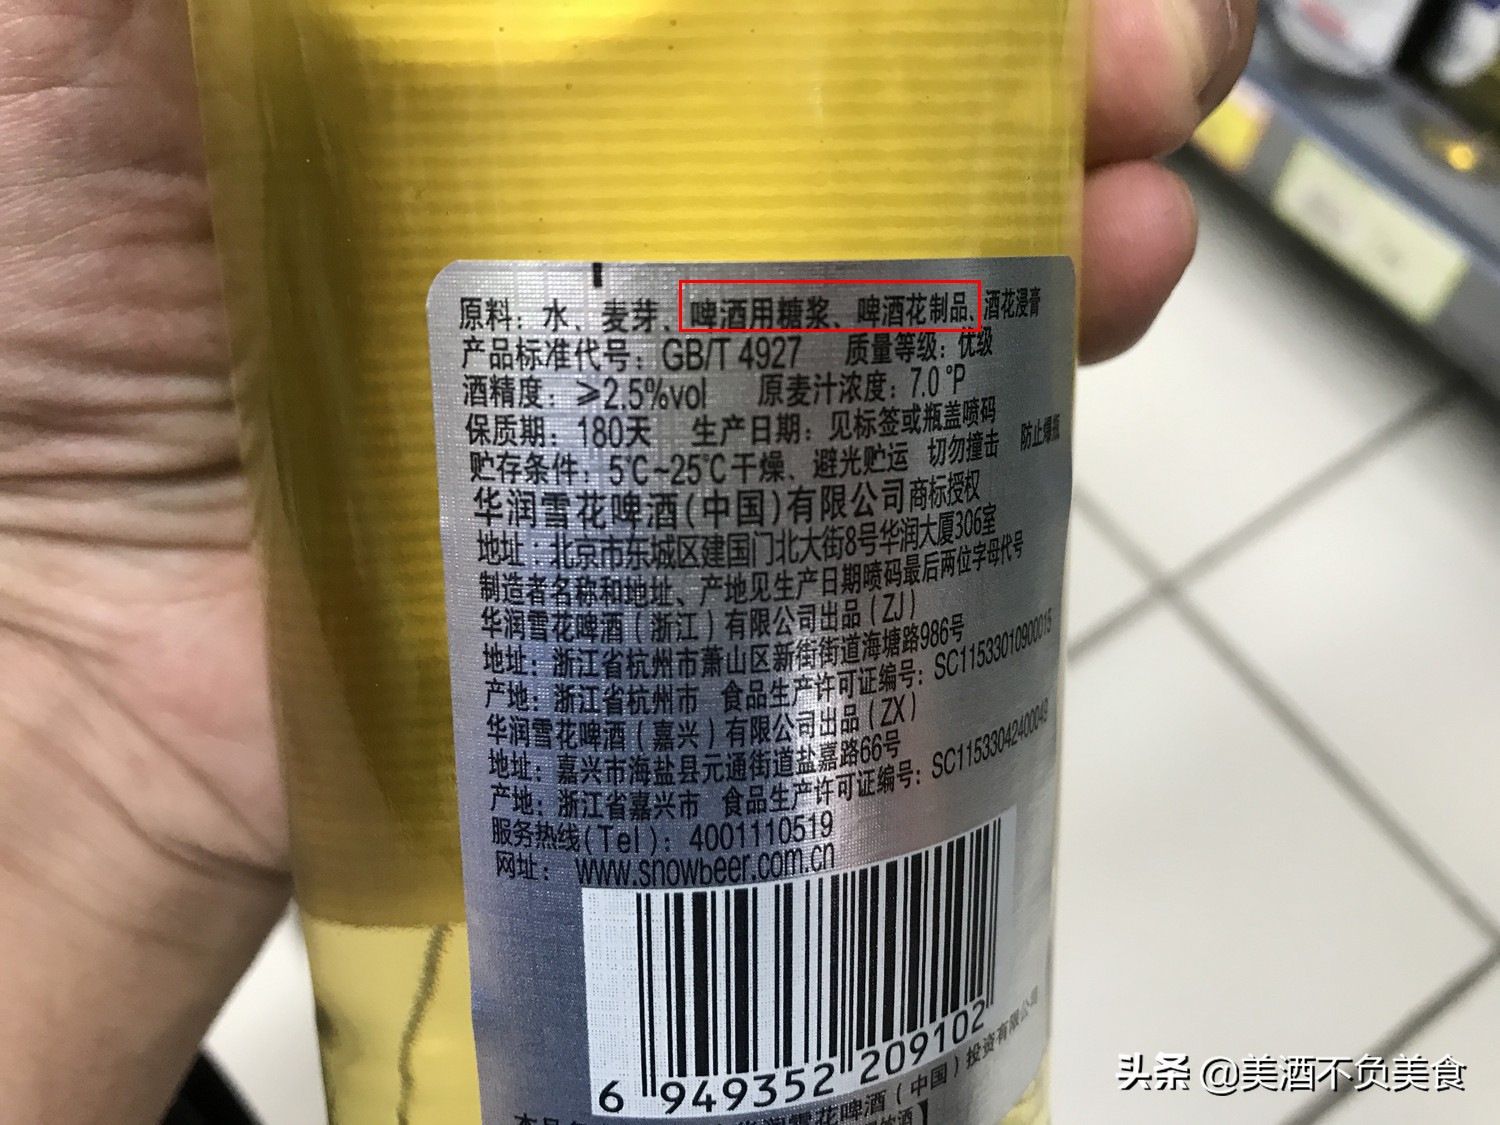 原料：水、麦芽、啤酒用糖浆、啤酒花制品、酒花浸膏
产品标准代号：GB/T 4927 质量等级：优级
酒精度：≥2.5%vol 原麦汁浓度：7.0 °P
保质期：180天 生产日期：见标签或瓶盖喷码
贮存条件：5℃~25℃干燥、避光贮运 切勿撞击 防止爆瓶
华润雪花啤酒(中国)有限公司商标授权
地址：北京市东城区建国门北大街8号华润大厦306室
制造者名称和地址、产地见生产日期喷码最后两位字母代号
华润雪花啤酒（浙江）有限公司出品（ZJ）
地址：浙江省杭州市萧山区新街街道海塘路986号
产地：浙江省杭州市 食品生产许可证编号：SC11533010900015
华润雪花啤酒（嘉兴）有限公司出品（ZX）
地址：嘉兴市海盐县元通街道盐嘉路66号
产地：浙江省嘉兴市 食品生产许可证编号：SC11533042400049
服务热线(Tel)：4001110519
网址：www.snowbeer.com.cn
6 949352 209102
华润雪花啤酒（中国）投资有限公司
头条 @美酒不负美食